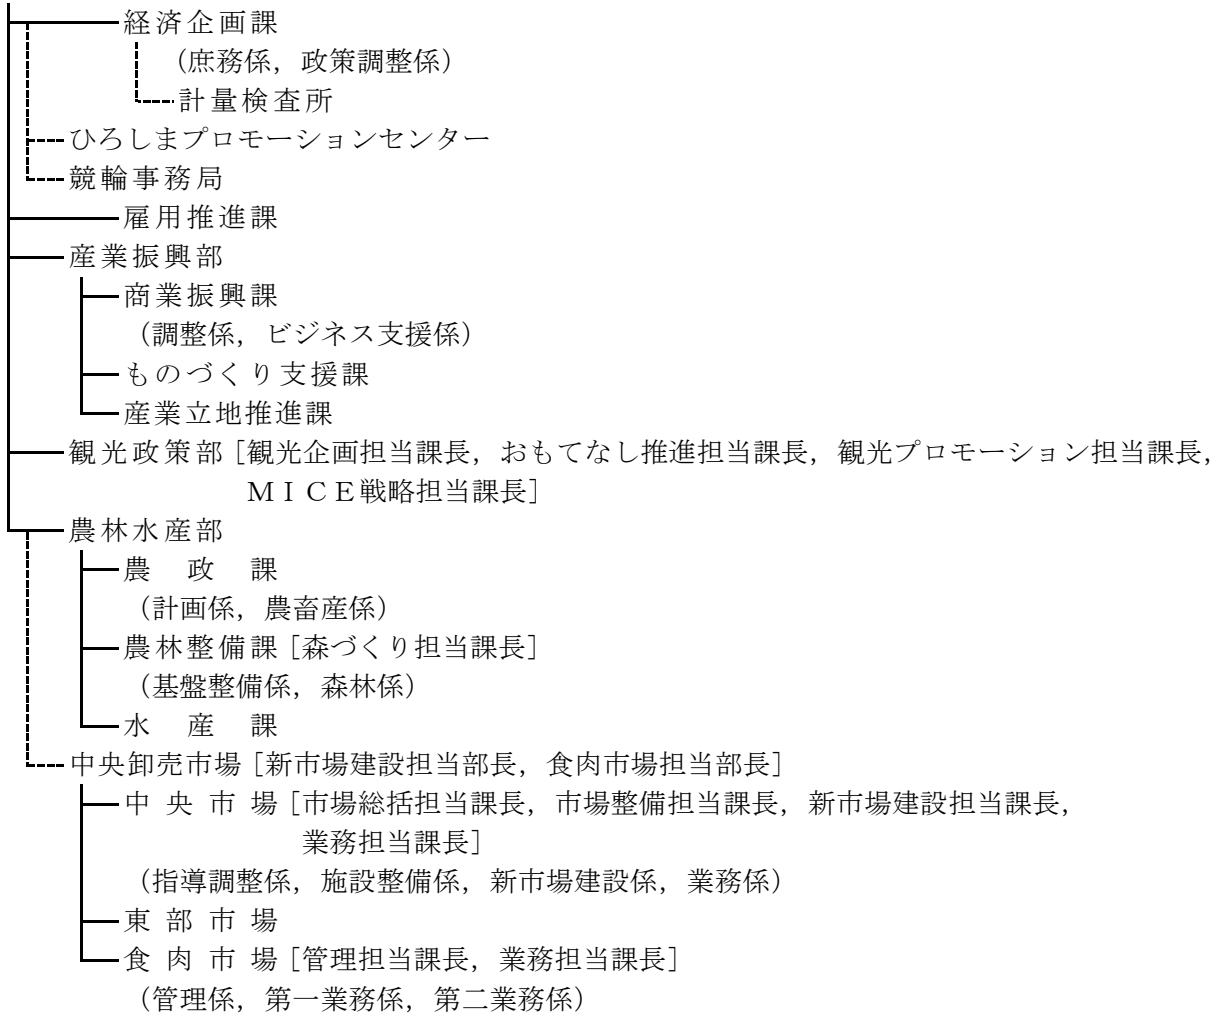 経済企画課
（庶務係，政策調整係）
計量検査所
ひろしまプロモーションセンター
競輪事務局
雇用推進課
産業振興部
商業振興課
（調整係，ビジネス支援係）
ものづくり支援課
産業立地推進課
観光政策部［観光企画担当課長，おもてなし推進担当課長，観光プロモーション担当課長，
ＭＩＣＥ戦略担当課長］
農林水産部
農　政　課
（計画係，農畜産係）
農林整備課［森づくり担当課長］
（基盤整備係，森林係）
水　産　課
中央卸売市場［新市場建設担当部長，食肉市場担当部長］
中 央 市 場［市場総括担当課長，市場整備担当課長，新市場建設担当課長，
業務担当課長］
（指導調整係，施設整備係，新市場建設係，業務係）
東 部 市 場
食 肉 市 場［管理担当課長，業務担当課長］
（管理係，第一業務係，第二業務係）